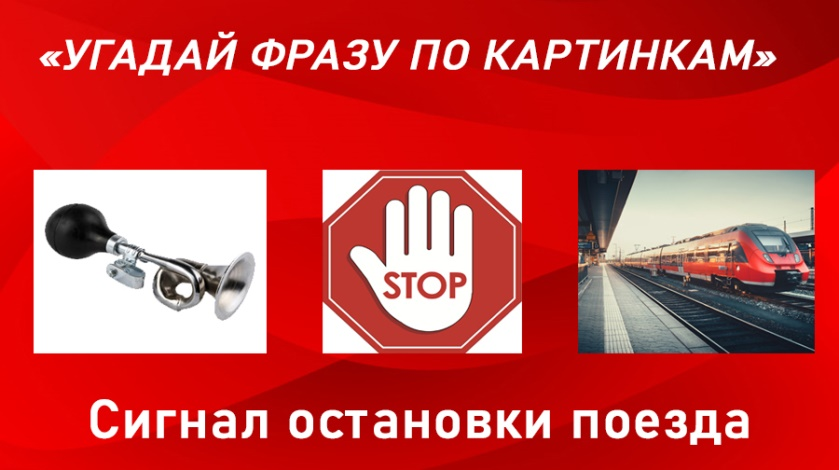 «УГАДАЙ ФРАЗУ ПО КАРТИНКАМ»
STOP
Сигнал остановки поезда